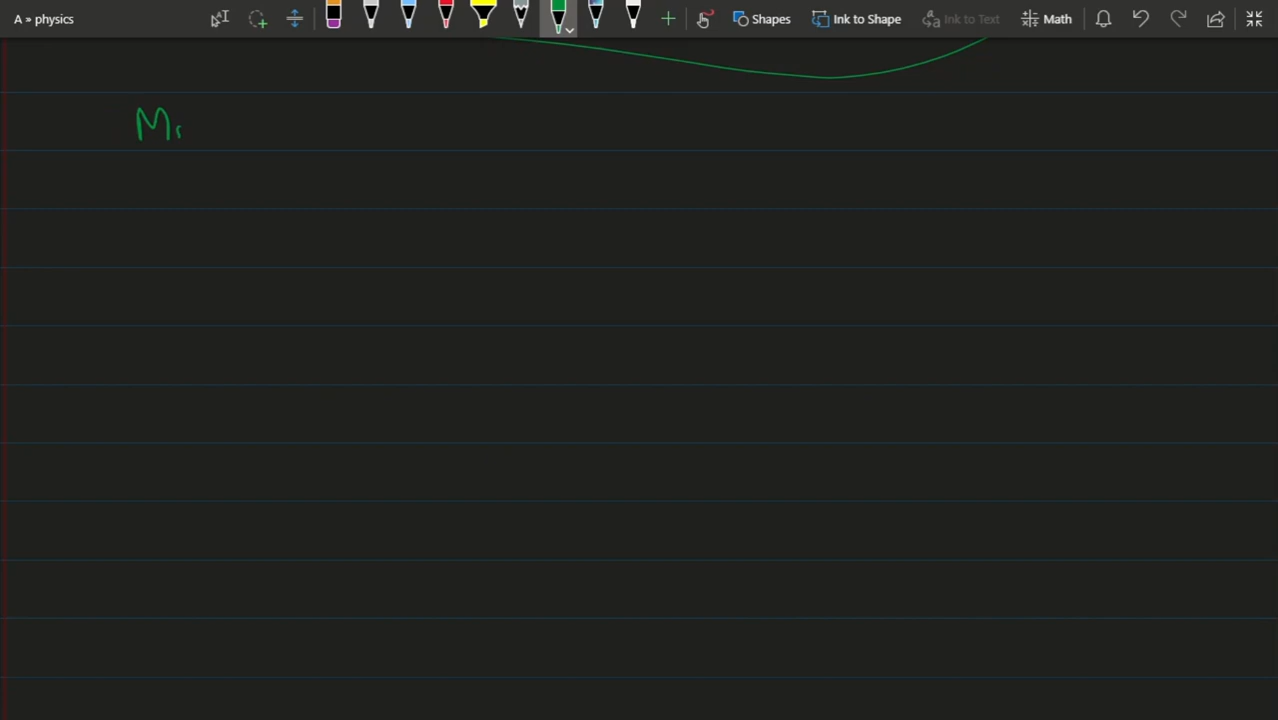 A » physics
Shapes
Ink to Shape
Ink to Text
Math
M